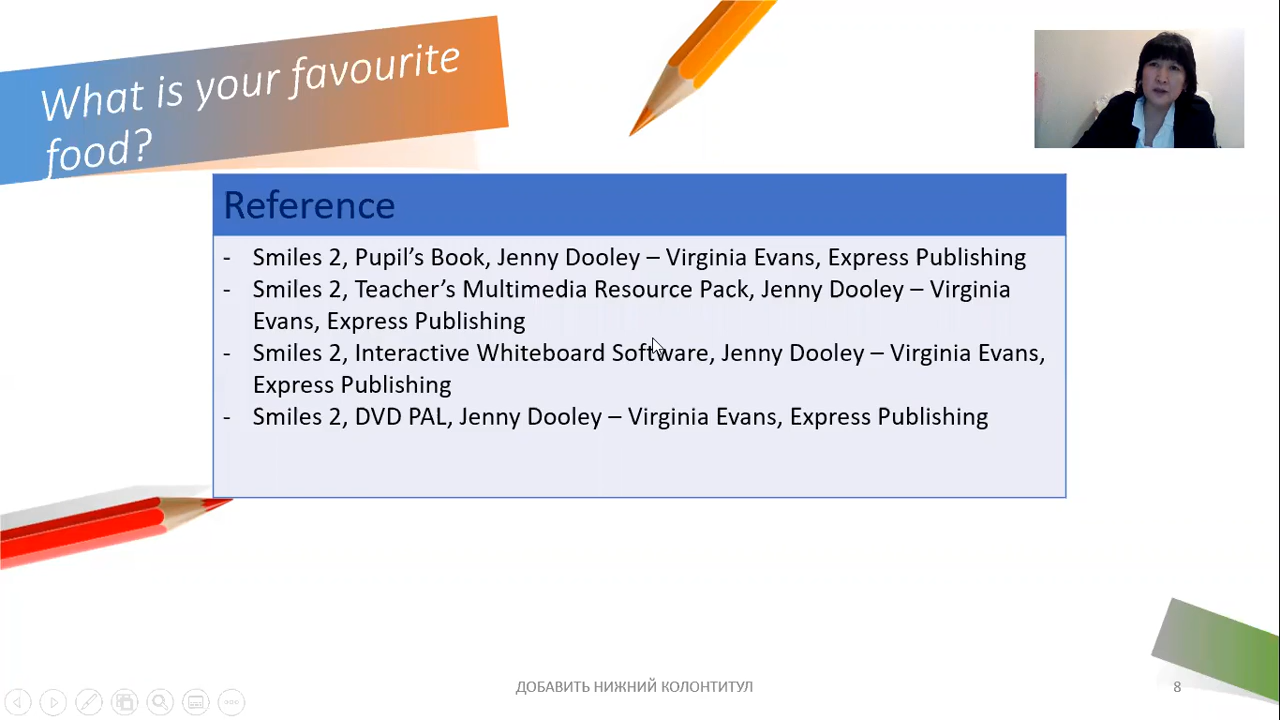 What is your favourite
food?
Reference
- Smiles 2, Pupil’s Book, Jenny Dooley – Virginia Evans, Express Publishing
- Smiles 2, Teacher’s Multimedia Resource Pack, Jenny Dooley – Virginia
Evans, Express Publishing
- Smiles 2, Interactive Whiteboard Software, Jenny Dooley – Virginia Evans,
Express Publishing
- Smiles 2, DVD PAL, Jenny Dooley – Virginia Evans, Express Publishing
ДОБАВИТЬ НИЖНИЙ КОЛОНТИТУЛ
8